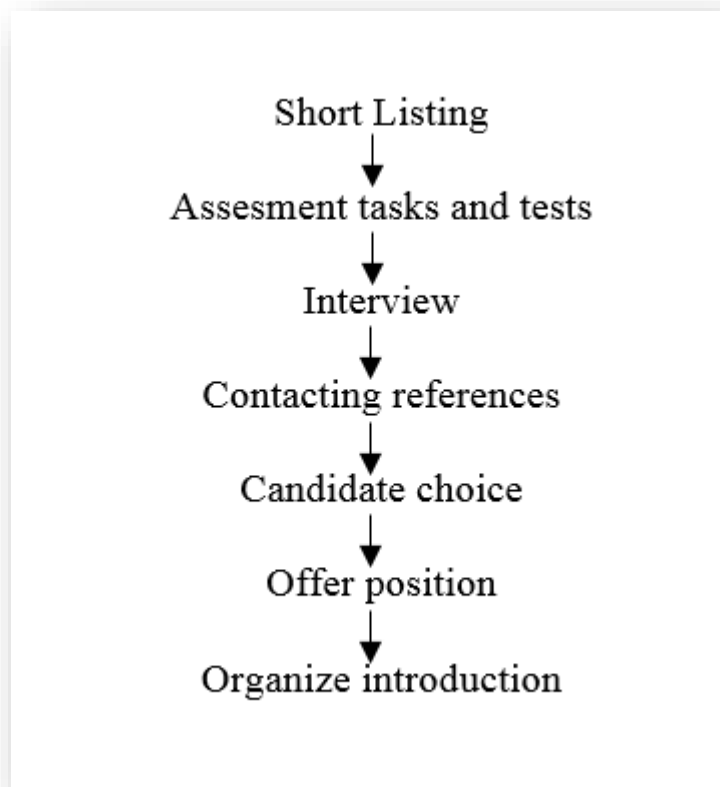 Short Listing
Assesment tasks and tests
Interview
Contacting references
Candidate choice
Offer position
Organize introduction